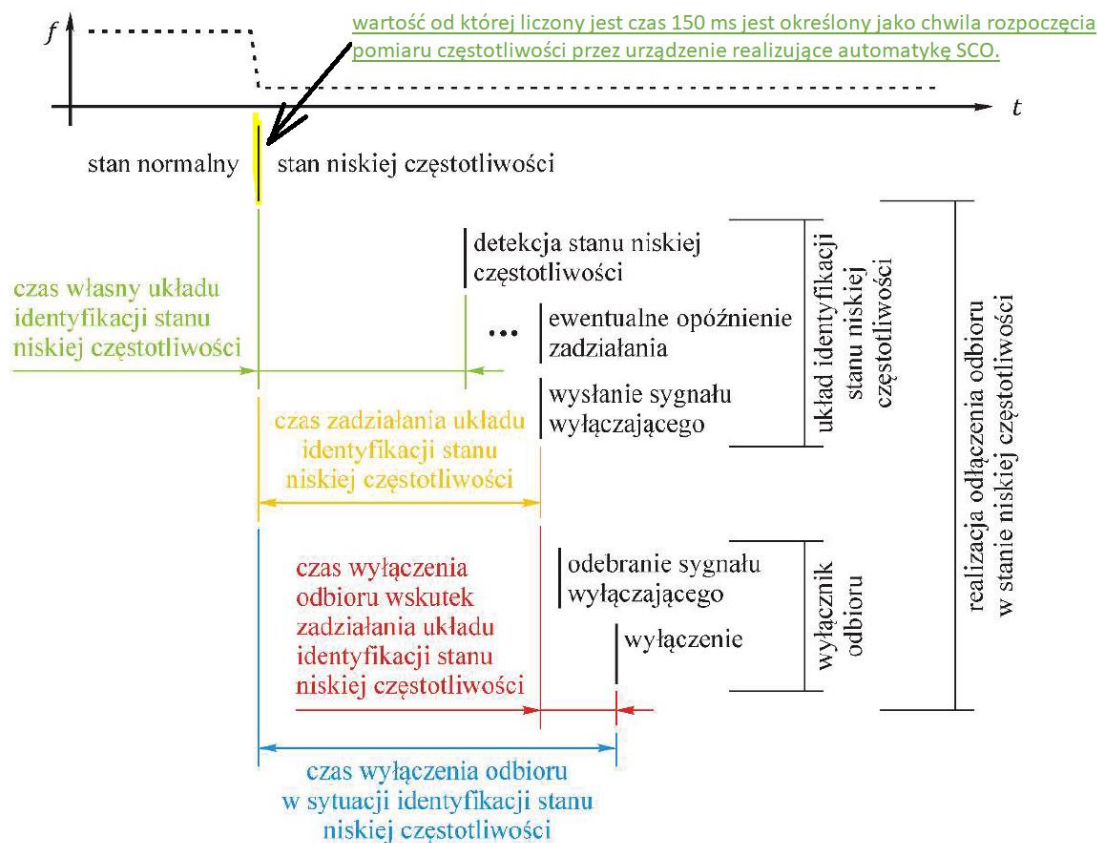 wartość od której liczony jest czas 150 ms jest określony jako chwila rozpoczęcia
pomiaru częstotliwości przez urządzenie realizujące automatykę SCO.
f
t
stan normalny
stan niskiej częstotliwości
detekcja stanu niskiej
częstotliwości
czas własny układu
identyfikacji stanu
niskiej częstotliwości
...
ewentualne opóźnienie
zadziałania
wysłanie sygnału
wyłączającego
układ identyfikacji
stanu niskiej
częstotliwości
czas zadziałania układu
identyfikacji stanu
niskiej częstotliwości
realizacja odłączenia odbioru
w stanie niskiej częstotliwości
czas wyłączenia
odbioru wskutek
zadziałania układu
identyfikacji stanu
niskiej częstotliwości
odebranie sygnału
wyłączającego
wyłączenie
wyłącznik
odbioru
czas wyłączenia odbioru
w sytuacji identyfikacji stanu
niskiej częstotliwości